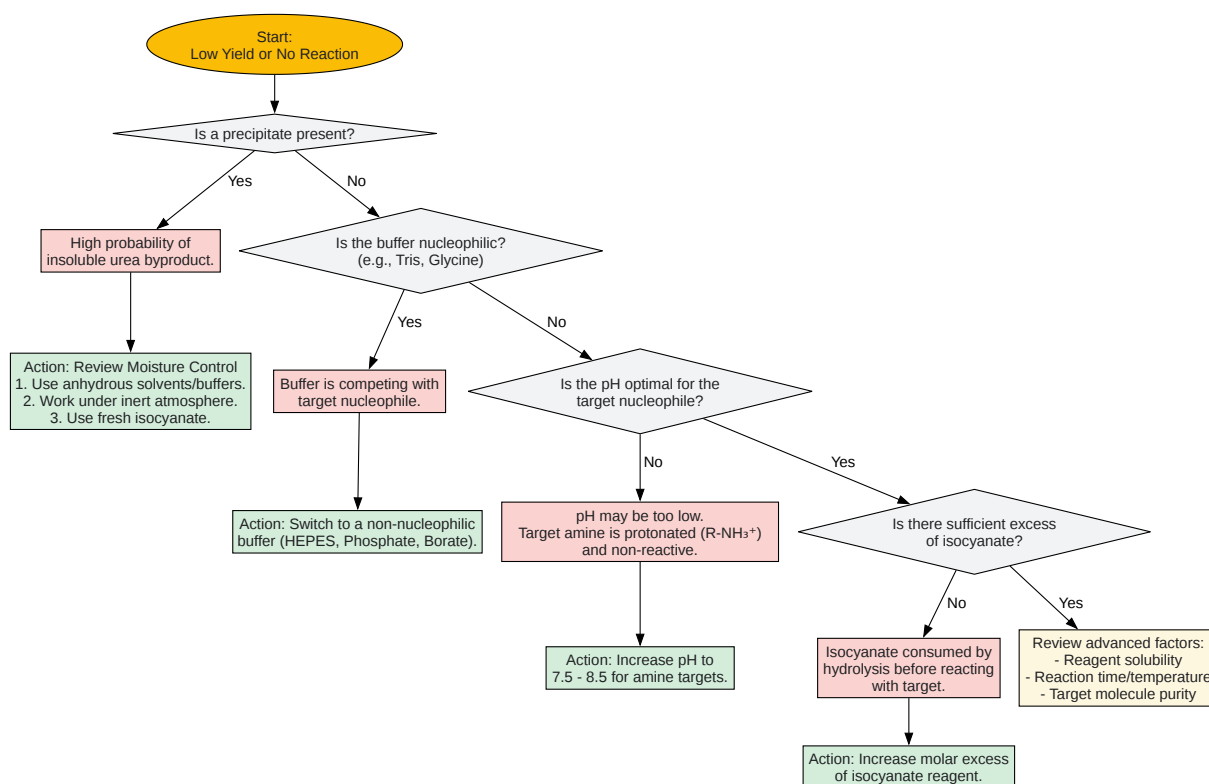 Start:
Low Yield or No Reaction
Is a precipitate present?
Yes
No
High probability of
insoluble urea byproduct.
Is the buffer nucleophilic?
(e.g., Tris, Glycine)
Action: Review Moisture Control
1. Use anhydrous solvents/buffers.
2. Work under inert atmosphere.
3. Use fresh isocyanate.
Yes
No
Buffer is competing with
target nucleophile.
Is the pH optimal for the
target nucleophile?
Action: Switch to a non-nucleophilic
buffer (HEPES, Phosphate, Borate).
No
Yes
pH may be too low.
Target amine is protonated (R-NH₃⁺)
and non-reactive.
Is there sufficient excess
of isocyanate?
Action: Increase pH to
7.5 - 8.5 for amine targets.
No
Yes
Isocyanate consumed by
hydrolysis before reacting
with target.
Review advanced factors:
- Reagent solubility
- Reaction time/temperature
- Target molecule purity
Action: Increase molar excess
of isocyanate reagent.